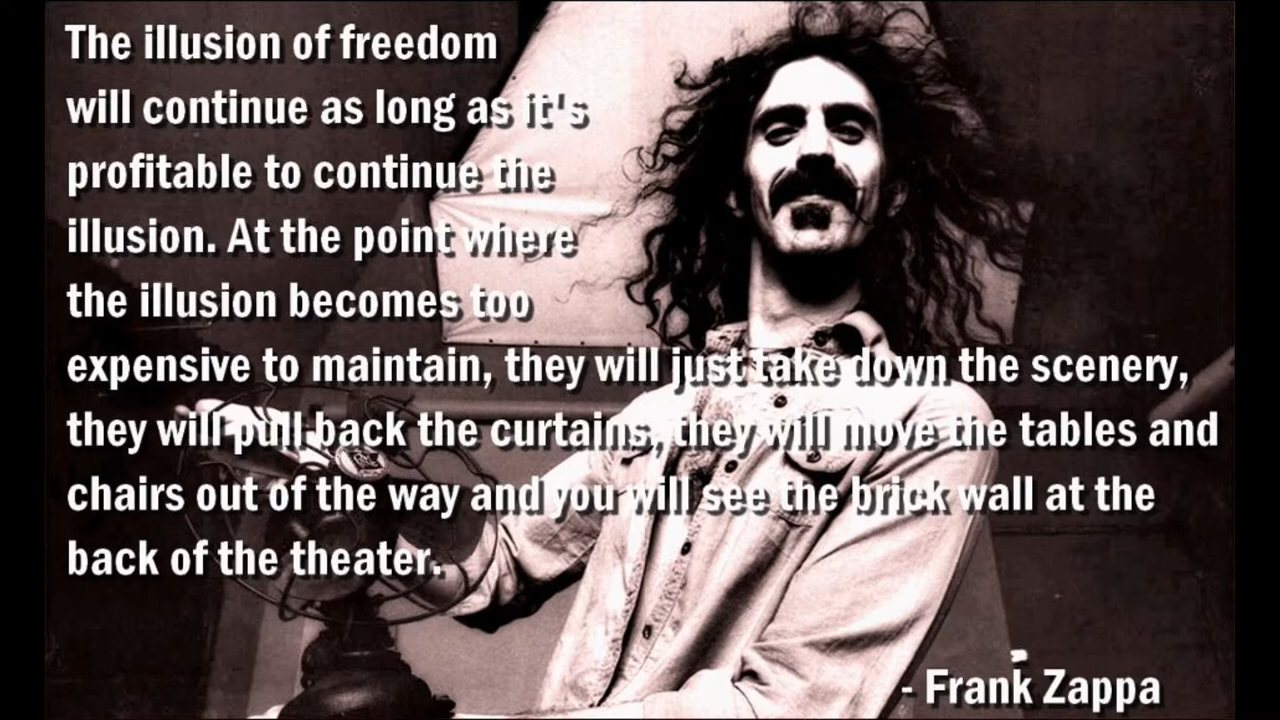 The illusion of freedom
will continue as long as it's
profitable to continue the
illusion. At the point where
the illusion becomes too
expensive to maintain, they will just take down the scenery,
they will pull back the curtains, they will move the tables and
chairs out of the way and you will see the brick wall at the
back of the theater.
- Frank Zappa